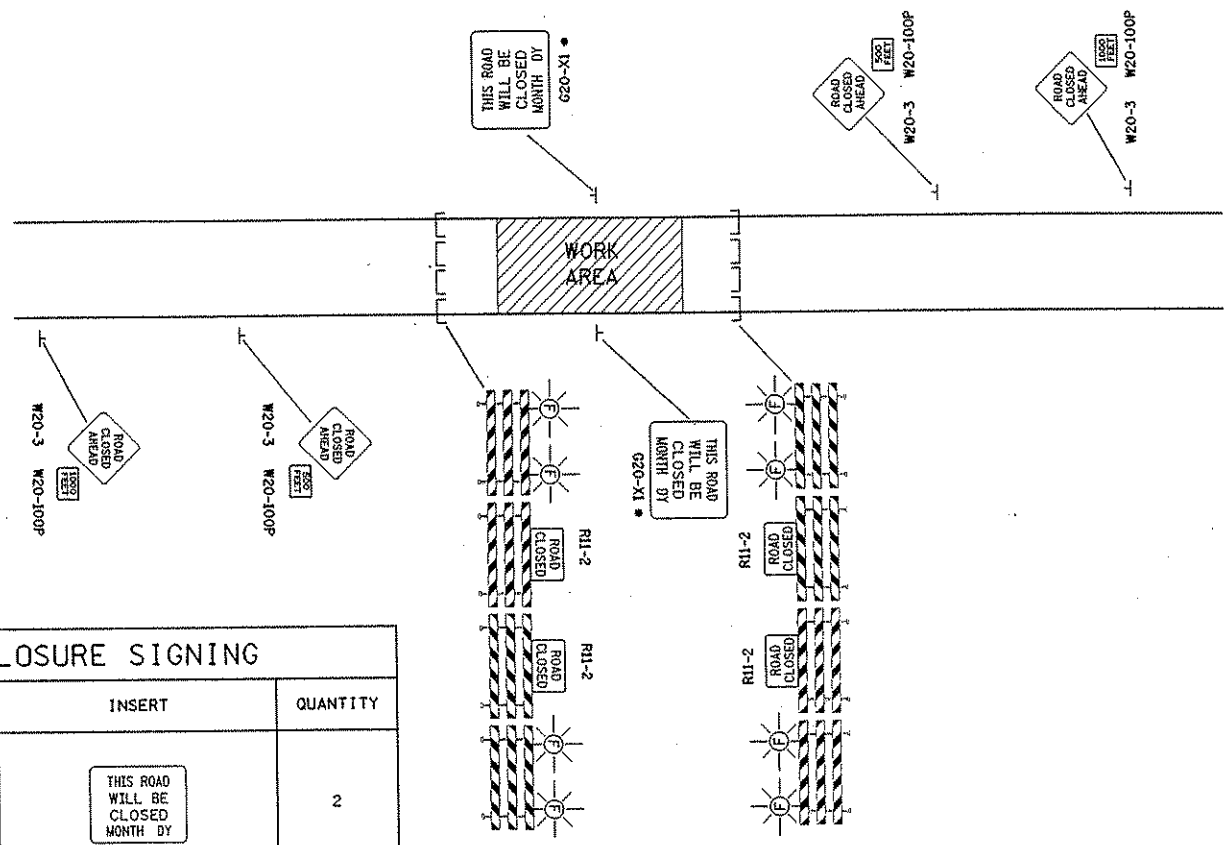 THIS ROAD
WILL BE
CLOSED
MONTH DY
G20-X1 *
ROAD
CLOSED
AHEAD
500
FEET
W20-3 W20-100P
ROAD
CLOSED
AHEAD
1000
FEET
W20-3 W20-100P
WORK
AREA
ROAD
CLOSED
AHEAD
1000
FEET
W20-3 W20-100P
ROAD
CLOSED
AHEAD
500
FEET
W20-3 W20-100P
F
F
ROAD
CLOSED
R11-2
ROAD
CLOSED
R11-2
F
F
THIS ROAD
WILL BE
CLOSED
MONTH DY
G20-X1 *
F
F
R11-2
ROAD
CLOSED
R11-2
ROAD
CLOSED
F
F
LOSURE SIGNING
INSERT QUANTITY
THIS ROAD
WILL BE
CLOSED
MONTH DY
2